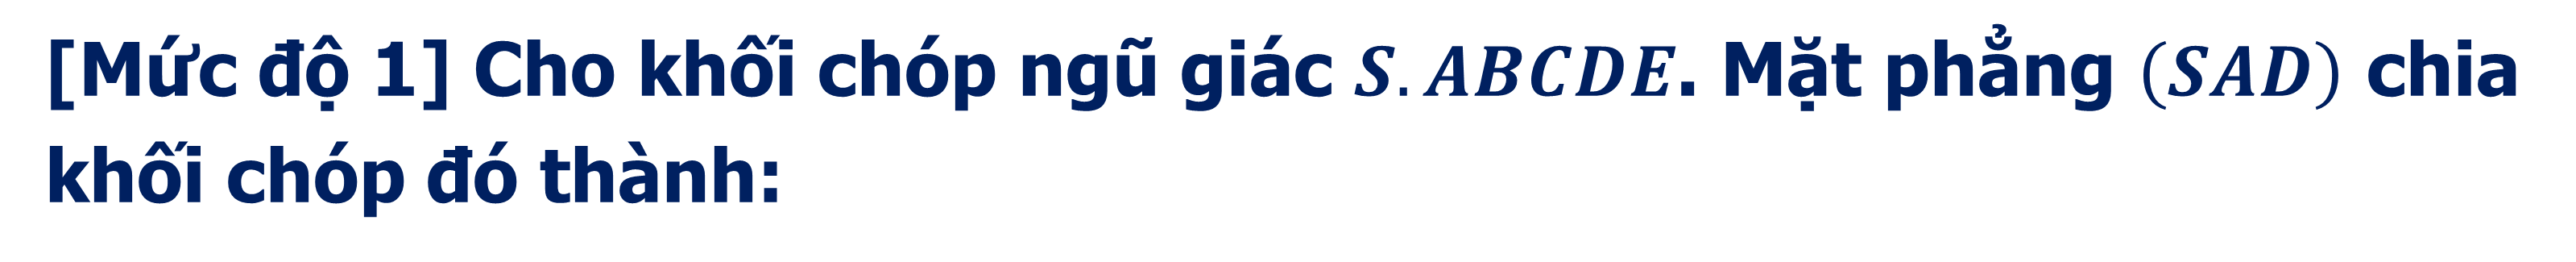 [Mức độ 1] Cho khối chóp ngũ giác S.ABCDE. Mặt phẳng (SAD) chia
khối chóp đó thành: